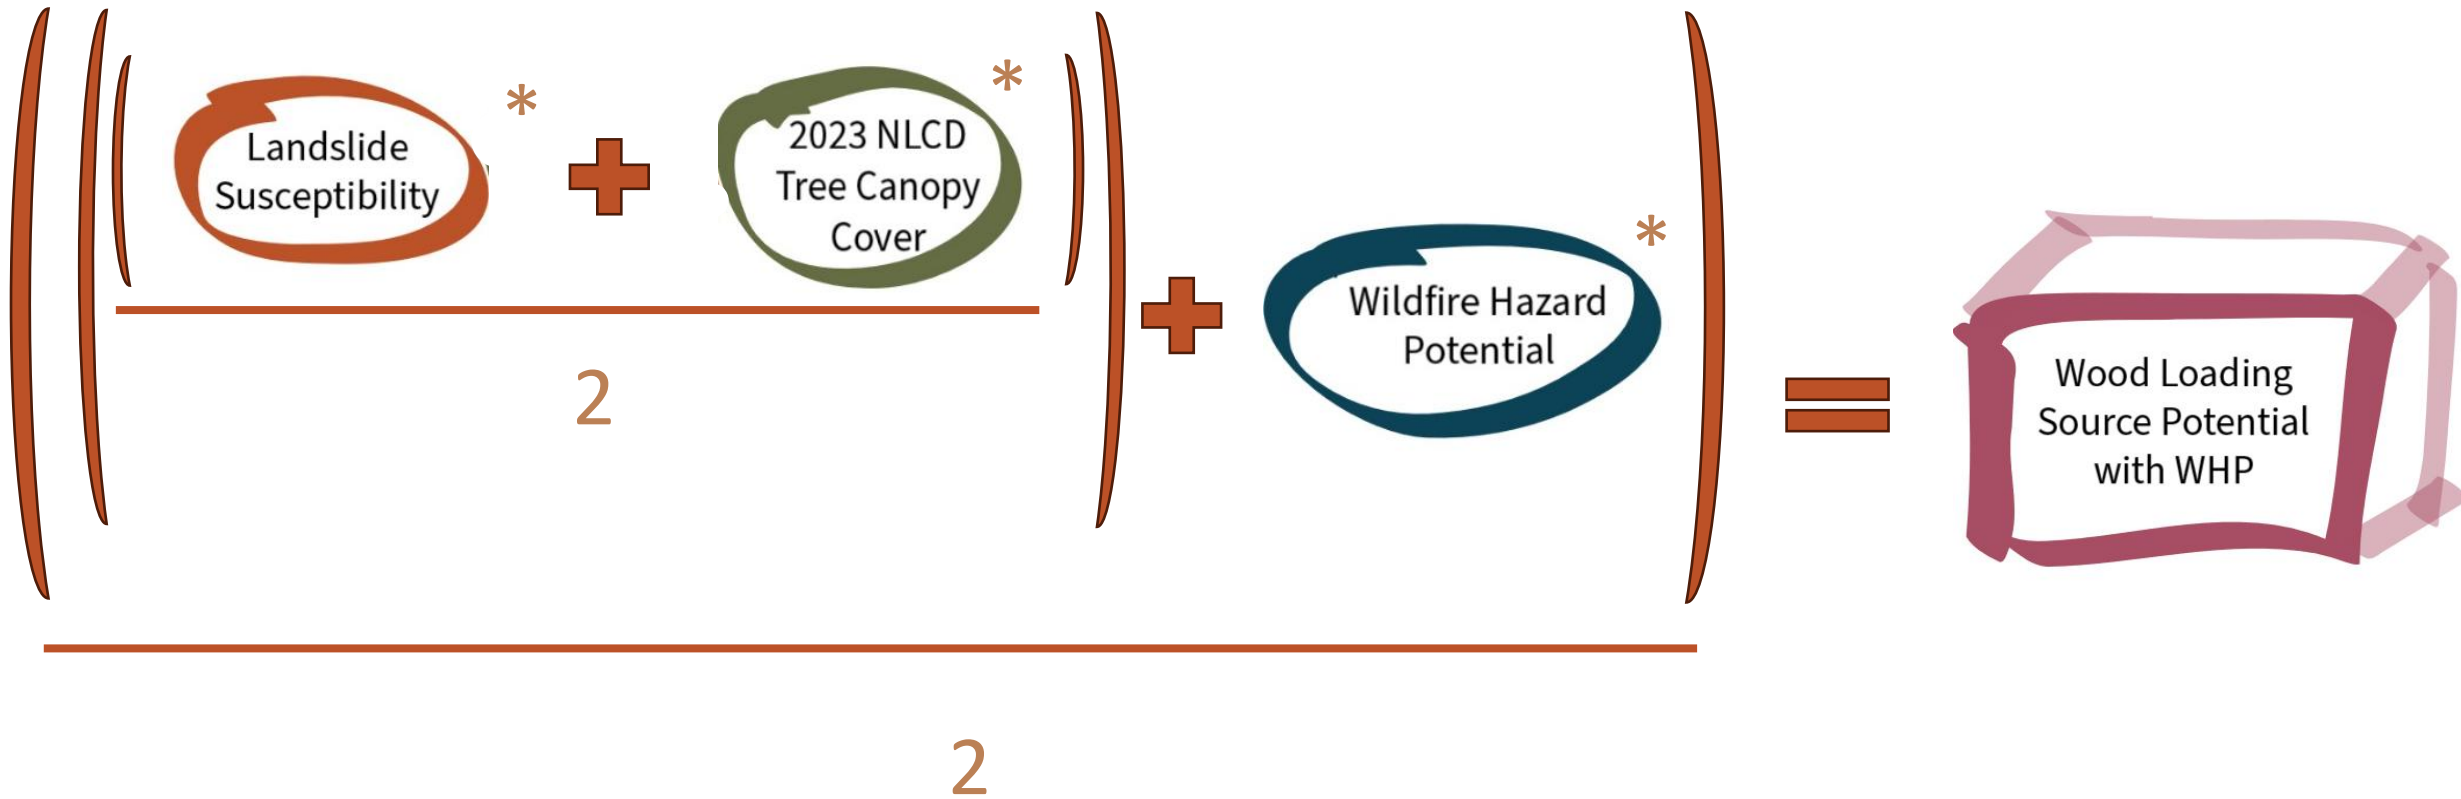 Landslide
Susceptibility
*
2023 NLCD
Tree Canopy
Cover
*
2
Wildfire Hazard
Potential
*
Wood Loading
Source Potential
with WHP
2